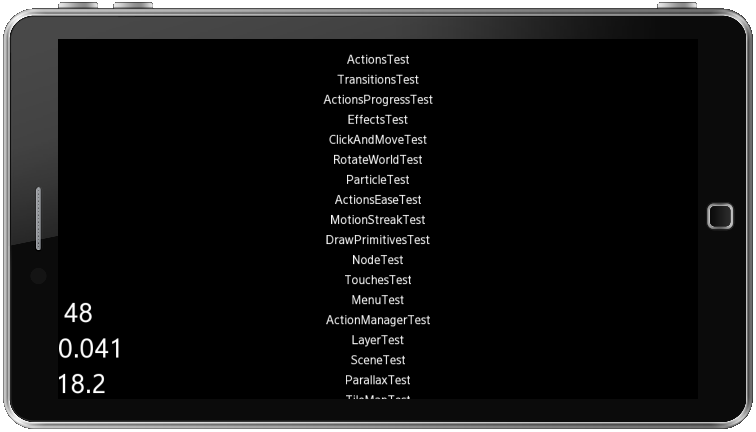 ActionsTest
TransitionsTest
ActionsProgressTest
EffectsTest
ClickAndMoveTest
RotateWorldTest
ParticleTest
ActionsEaseTest
MotionStreakTest
DrawPrimitivesTest
NodeTest
TouchesTest
MenuTest
ActionManagerTest
LayerTest
SceneTest
ParallaxTest
TileMapTest
48
0.041
18.2